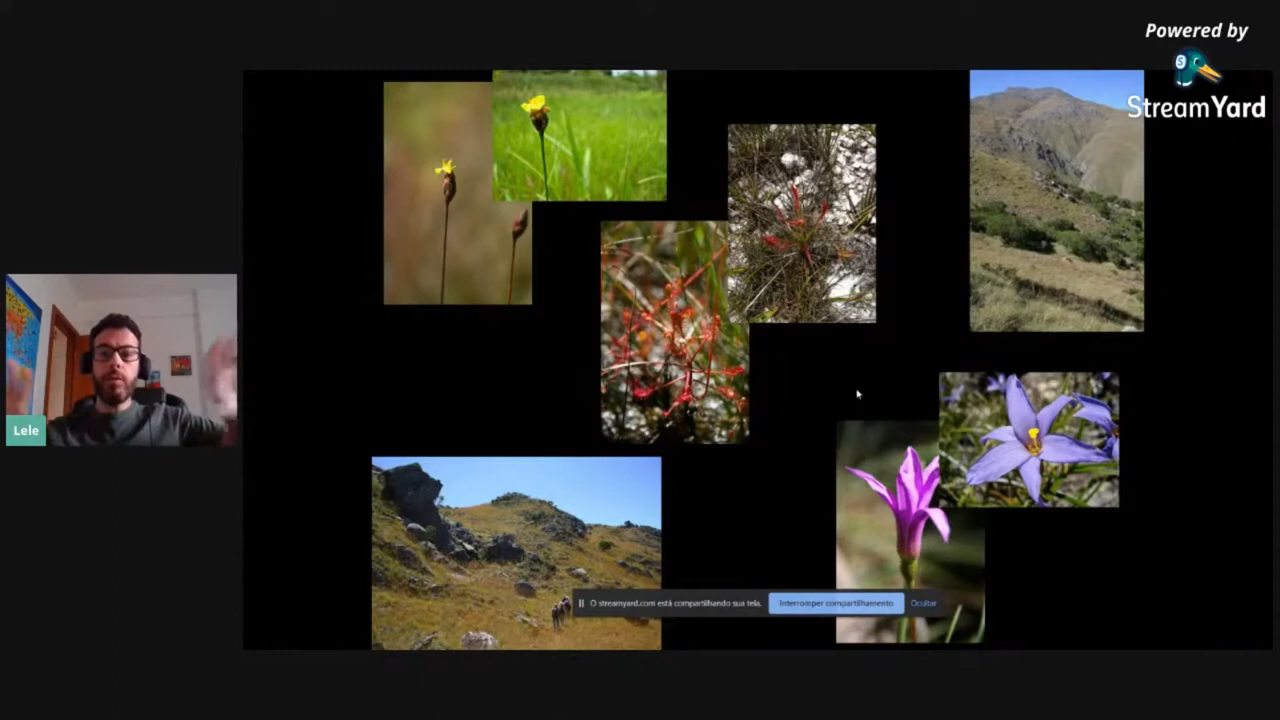 Powered by
StreamYard
Lele
O streamyard.com está compartilhando sua tela.
Interromper compartilhamento
Ocultar